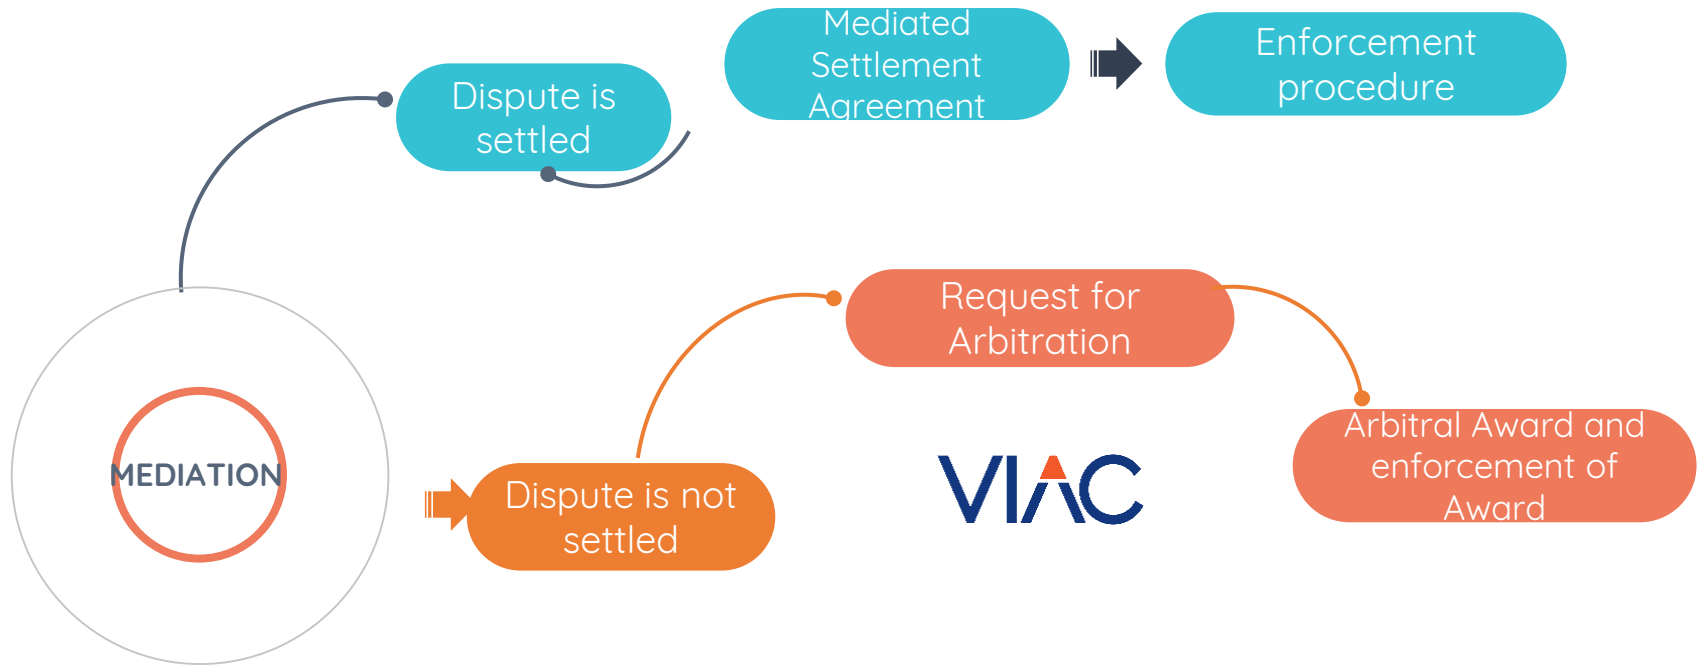 Dispute is
settled
Mediated
Settlement
Agreement
Enforcement
procedure
MEDIATION
Dispute is not
settled
Request for
Arbitration
VIAC
Arbitral Award and
enforcement of
Award